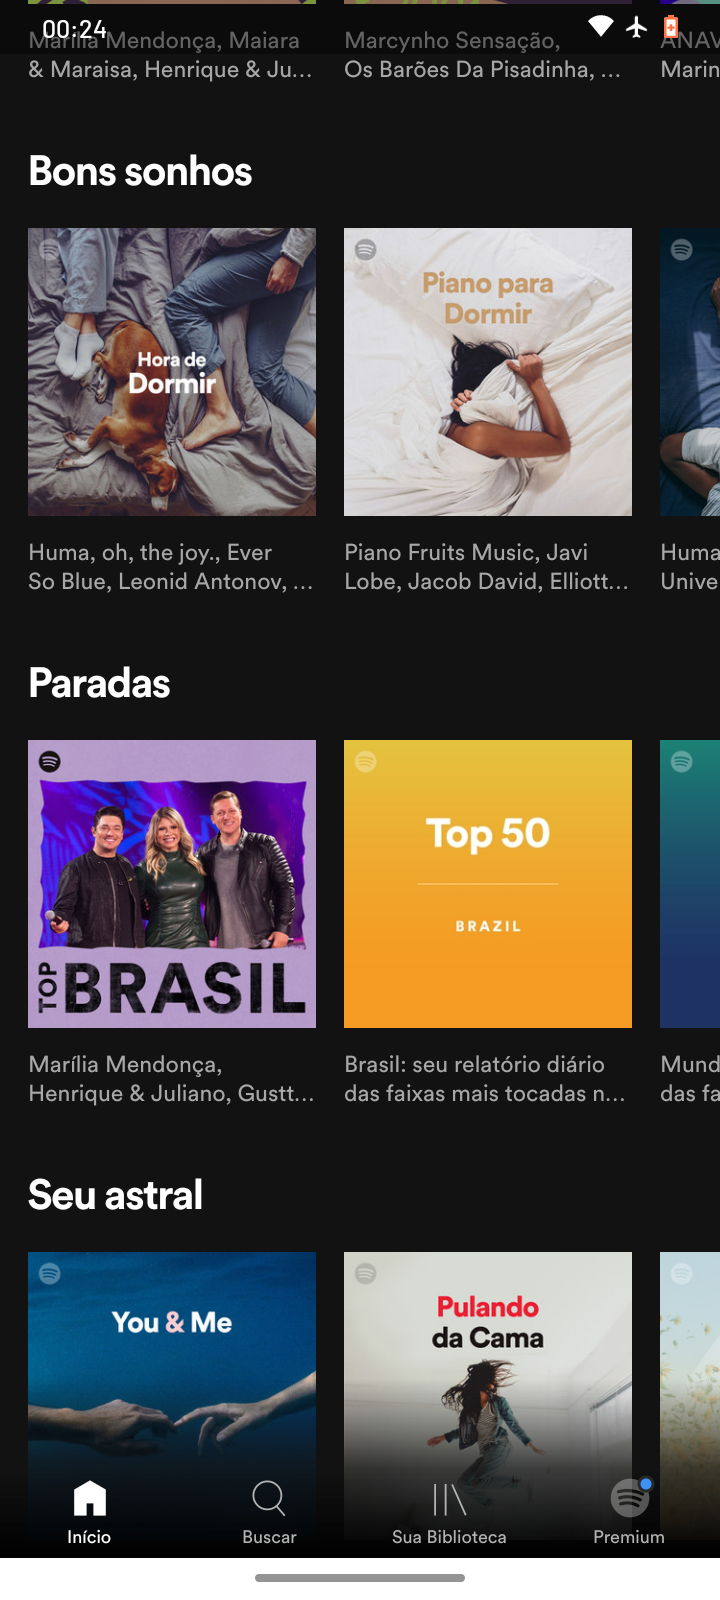 00:24
Marília Mendonça, Maiara
& Maraisa, Henrique & Ju...
Marcynho Sensação,
Os Barões Da Pisadinha, ...
ANAV
Marin
Bons sonhos
Hora de
Dormir
Piano para
Dormir
Huma, oh, the joy., Ever
So Blue, Leonid Antonov, ...
Piano Fruits Music, Javi
Lobe, Jacob David, Elliott...
Huma
Unive
Paradas
TOP BRASIL
Top 50
BRAZIL
Marília Mendonça,
Henrique & Juliano, Gustt...
Brasil: seu relatório diário
das faixas mais tocadas n...
Mund
das fa
Seu astral
You & Me
Pulando
da Cama
Início
Buscar
Sua Biblioteca
Premium